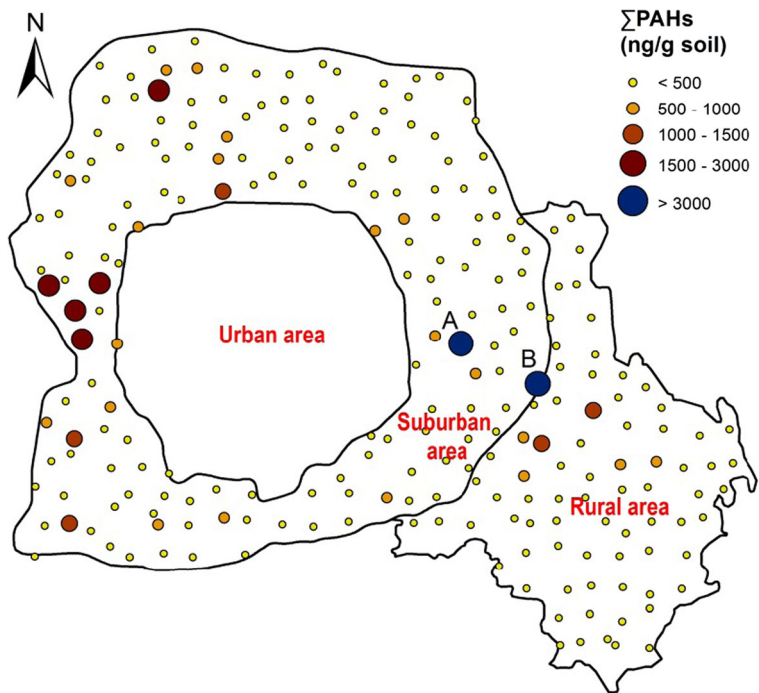 N
∑PAHs
(ng/g soil)
< 500
500 - 1000
1000 - 1500
1500 - 3000
> 3000
A
Urban area
B
Suburban
area
Rural area